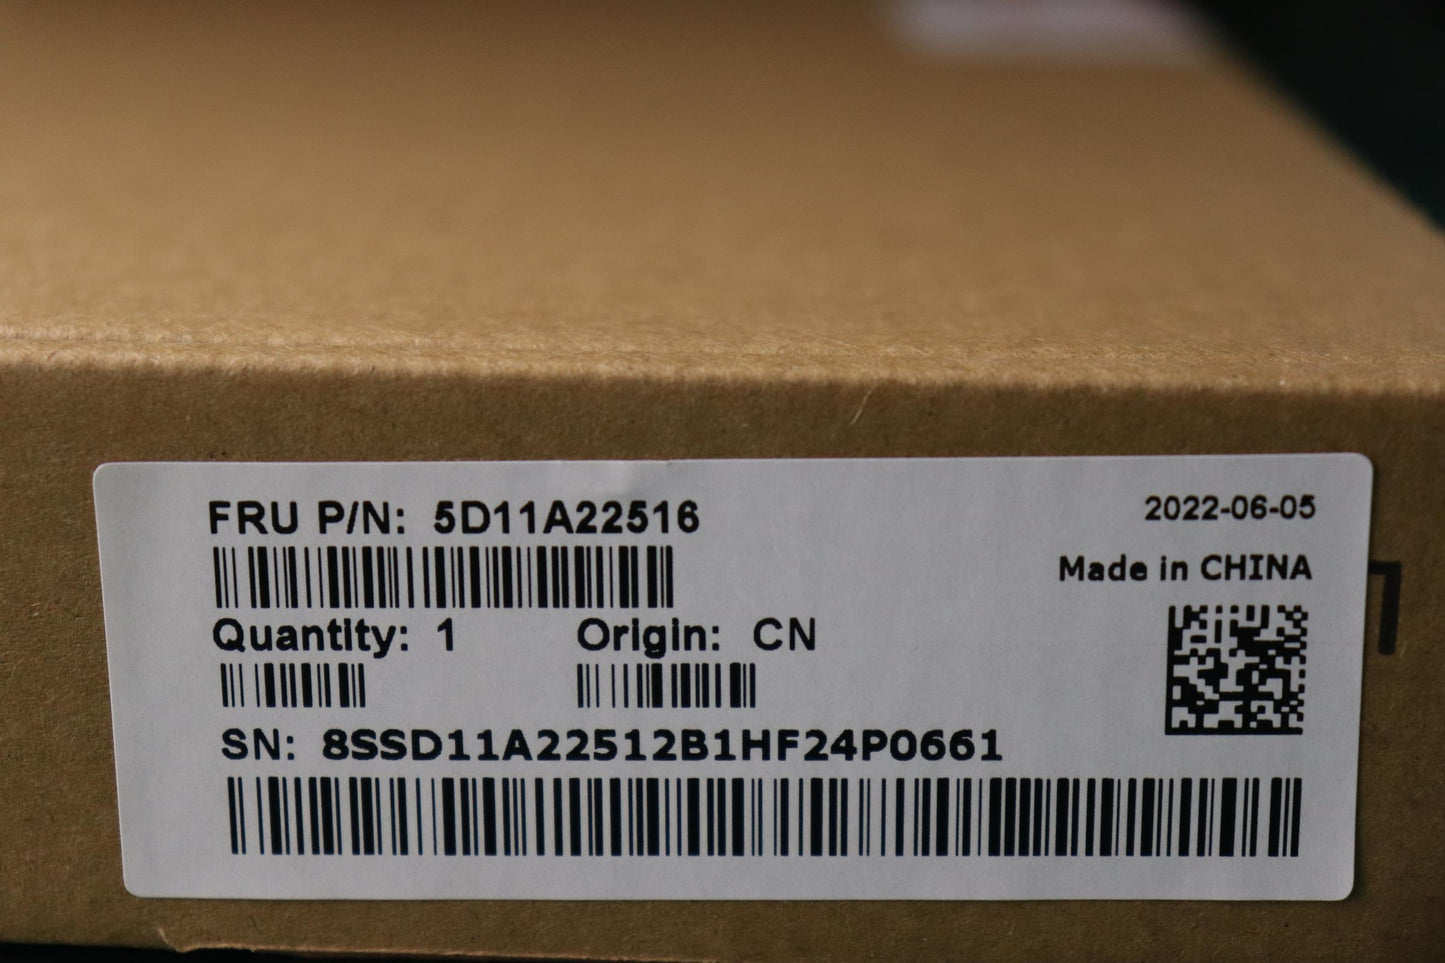 FRU P/N: 5D11A22516
2022-06-05
Made in CHINA
Quantity: 1 Origin: CN
SN: 8SSD11A22512B1HF24P0661